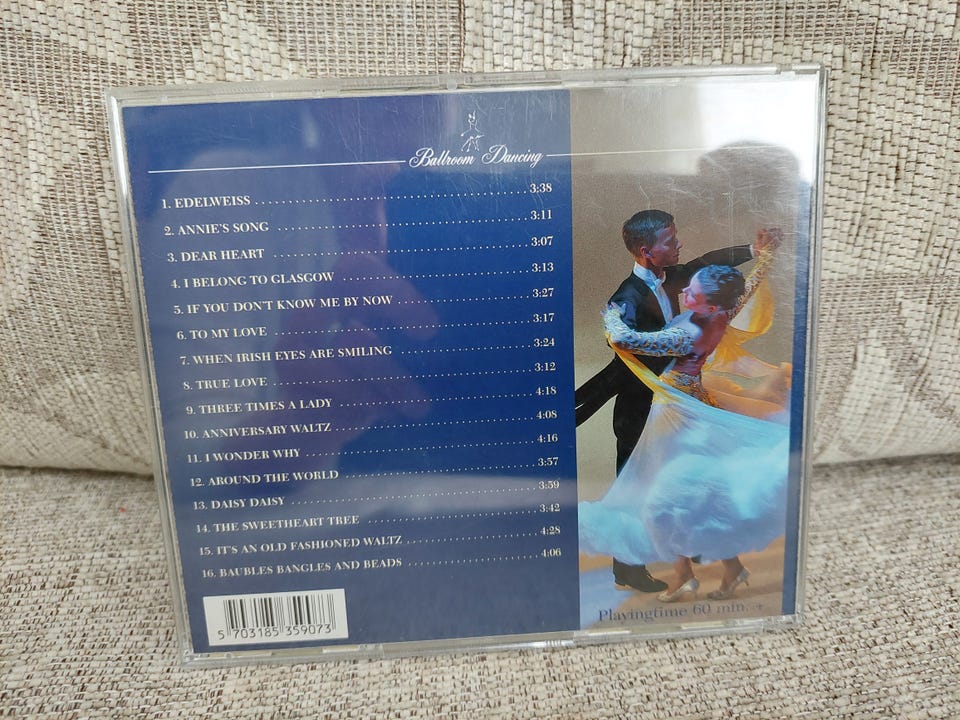 Ballroom Dancing
1. EDELWEISS 3:38
2. ANNIE'S SONG 3:11
3. DEAR HEART 3:07
4. I BELONG TO GLASGOW 3:13
5. IF YOU DON'T KNOW ME BY NOW 3:27
6. TO MY LOVE 3:17
7. WHEN IRISH EYES ARE SMILING 3:24
8. TRUE LOVE 3:12
9. THREE TIMES A LADY 4:18
10. ANNIVERSARY WALTZ 4:08
11. I WONDER WHY 4:16
12. AROUND THE WORLD 3:57
13. DAISY DAISY 3:59
14. THE SWEETHEART TREE 3:42
15. IT'S AN OLD FASHIONED WALTZ 4:28
16. BAUBLES BANGLES AND BEADS 4:06
5 703185 359073
Playingtime 60 min. +